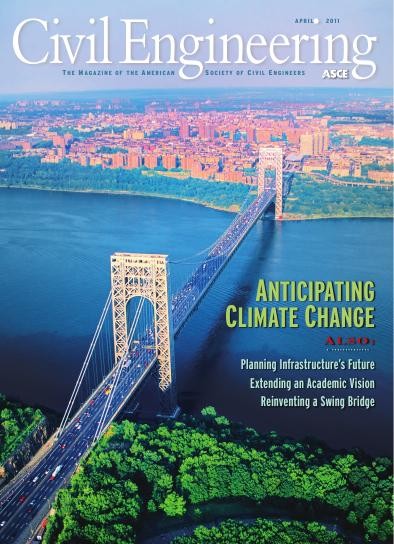 APRIL 2011
Civil Engineering
THE MAGAZINE OF THE AMERICAN SOCIETY OF CIVIL ENGINEERS ASCE
ANTICIPATING
CLIMATE CHANGE
ALSO:
Planning Infrastructure's Future
Extending an Academic Vision
Reinventing a Swing Bridge